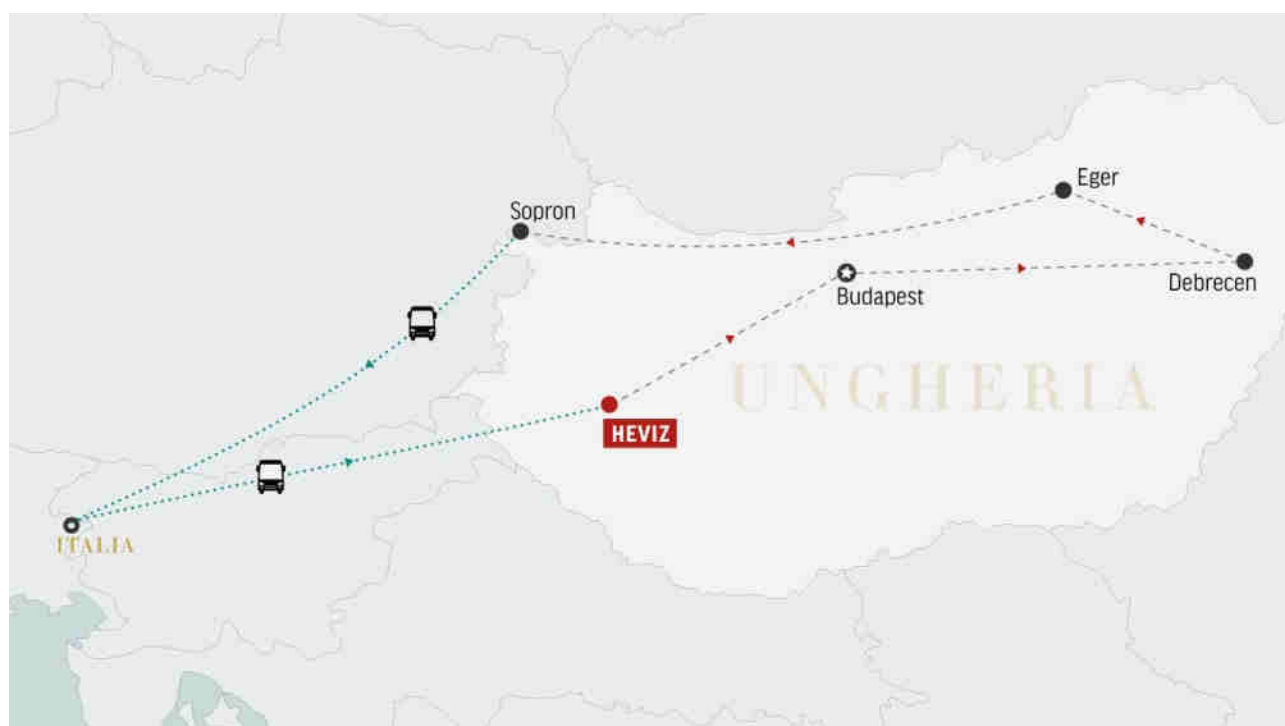 Eger
Sopron
Debrecen
Budapest
UNGHERIA
HEVIZ
ITALIA